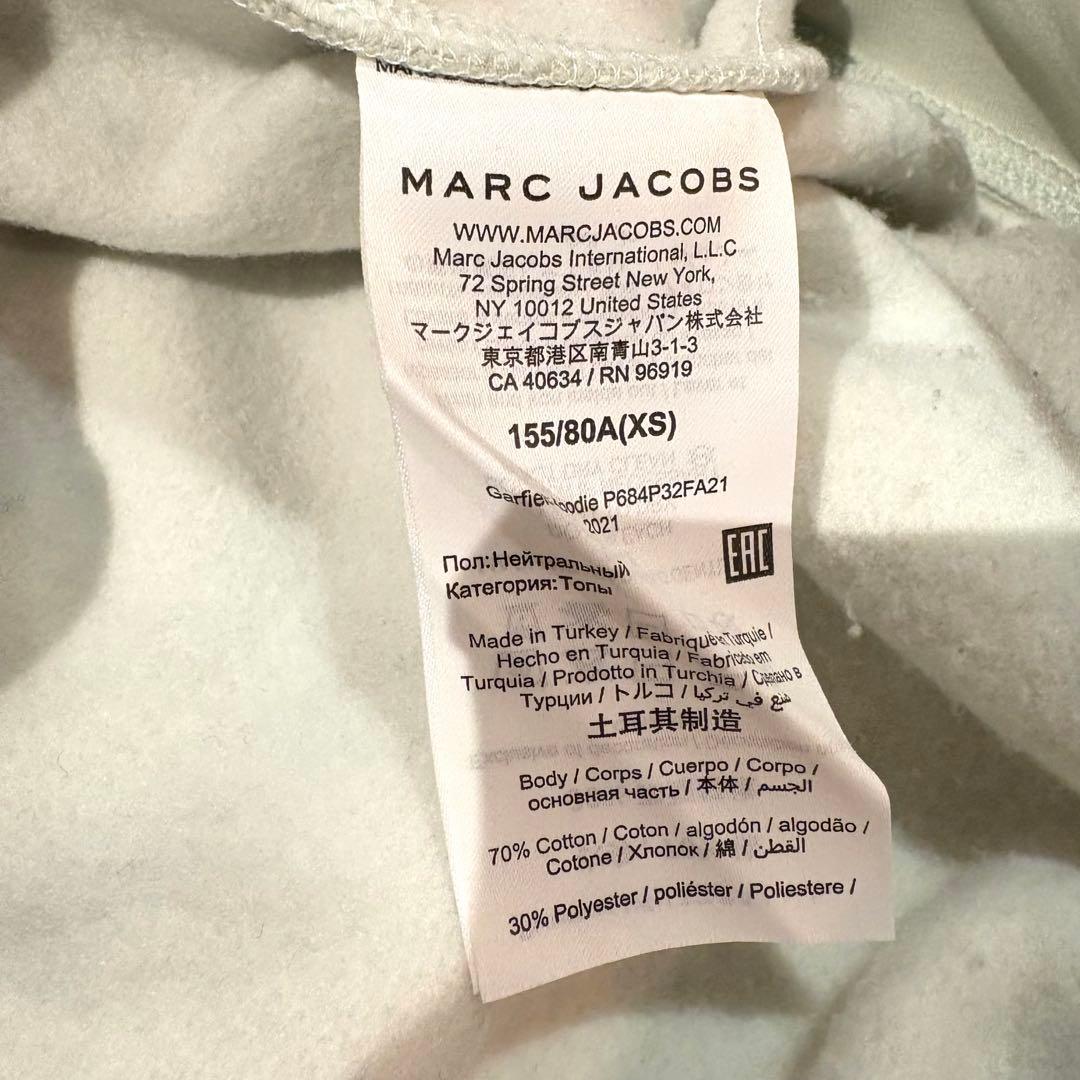 MARC JACOBS
WWW.MARCJACOBS.COM
Marc Jacobs International, L.L.C
72 Spring Street New York,
NY 10012 United States
マークジェイコブスジャパン株式会社
東京都港区南青山3-1-3
CA 40634 / RN 96919
155/80A(XS)
P684P32FA21
2021
EAC
Пол:Нейтральный
Категория:Топы
Made in Turkey / Fabriqué en Turquie /
Hecho en Turquia / Fabricado em
Turquia / Prodotto in Turchia / Сделано в
Турции / トルコ / صنع في تركيا
土耳其制造
Body / Corps / Cuerpo / Corpo /
основная часть / 本体 / الجسم
70% Cotton / Coton / algodón / algodão /
Cotone / Хлопок / 綿 / القطن
30% Polyester / poliéster / Poliestere /